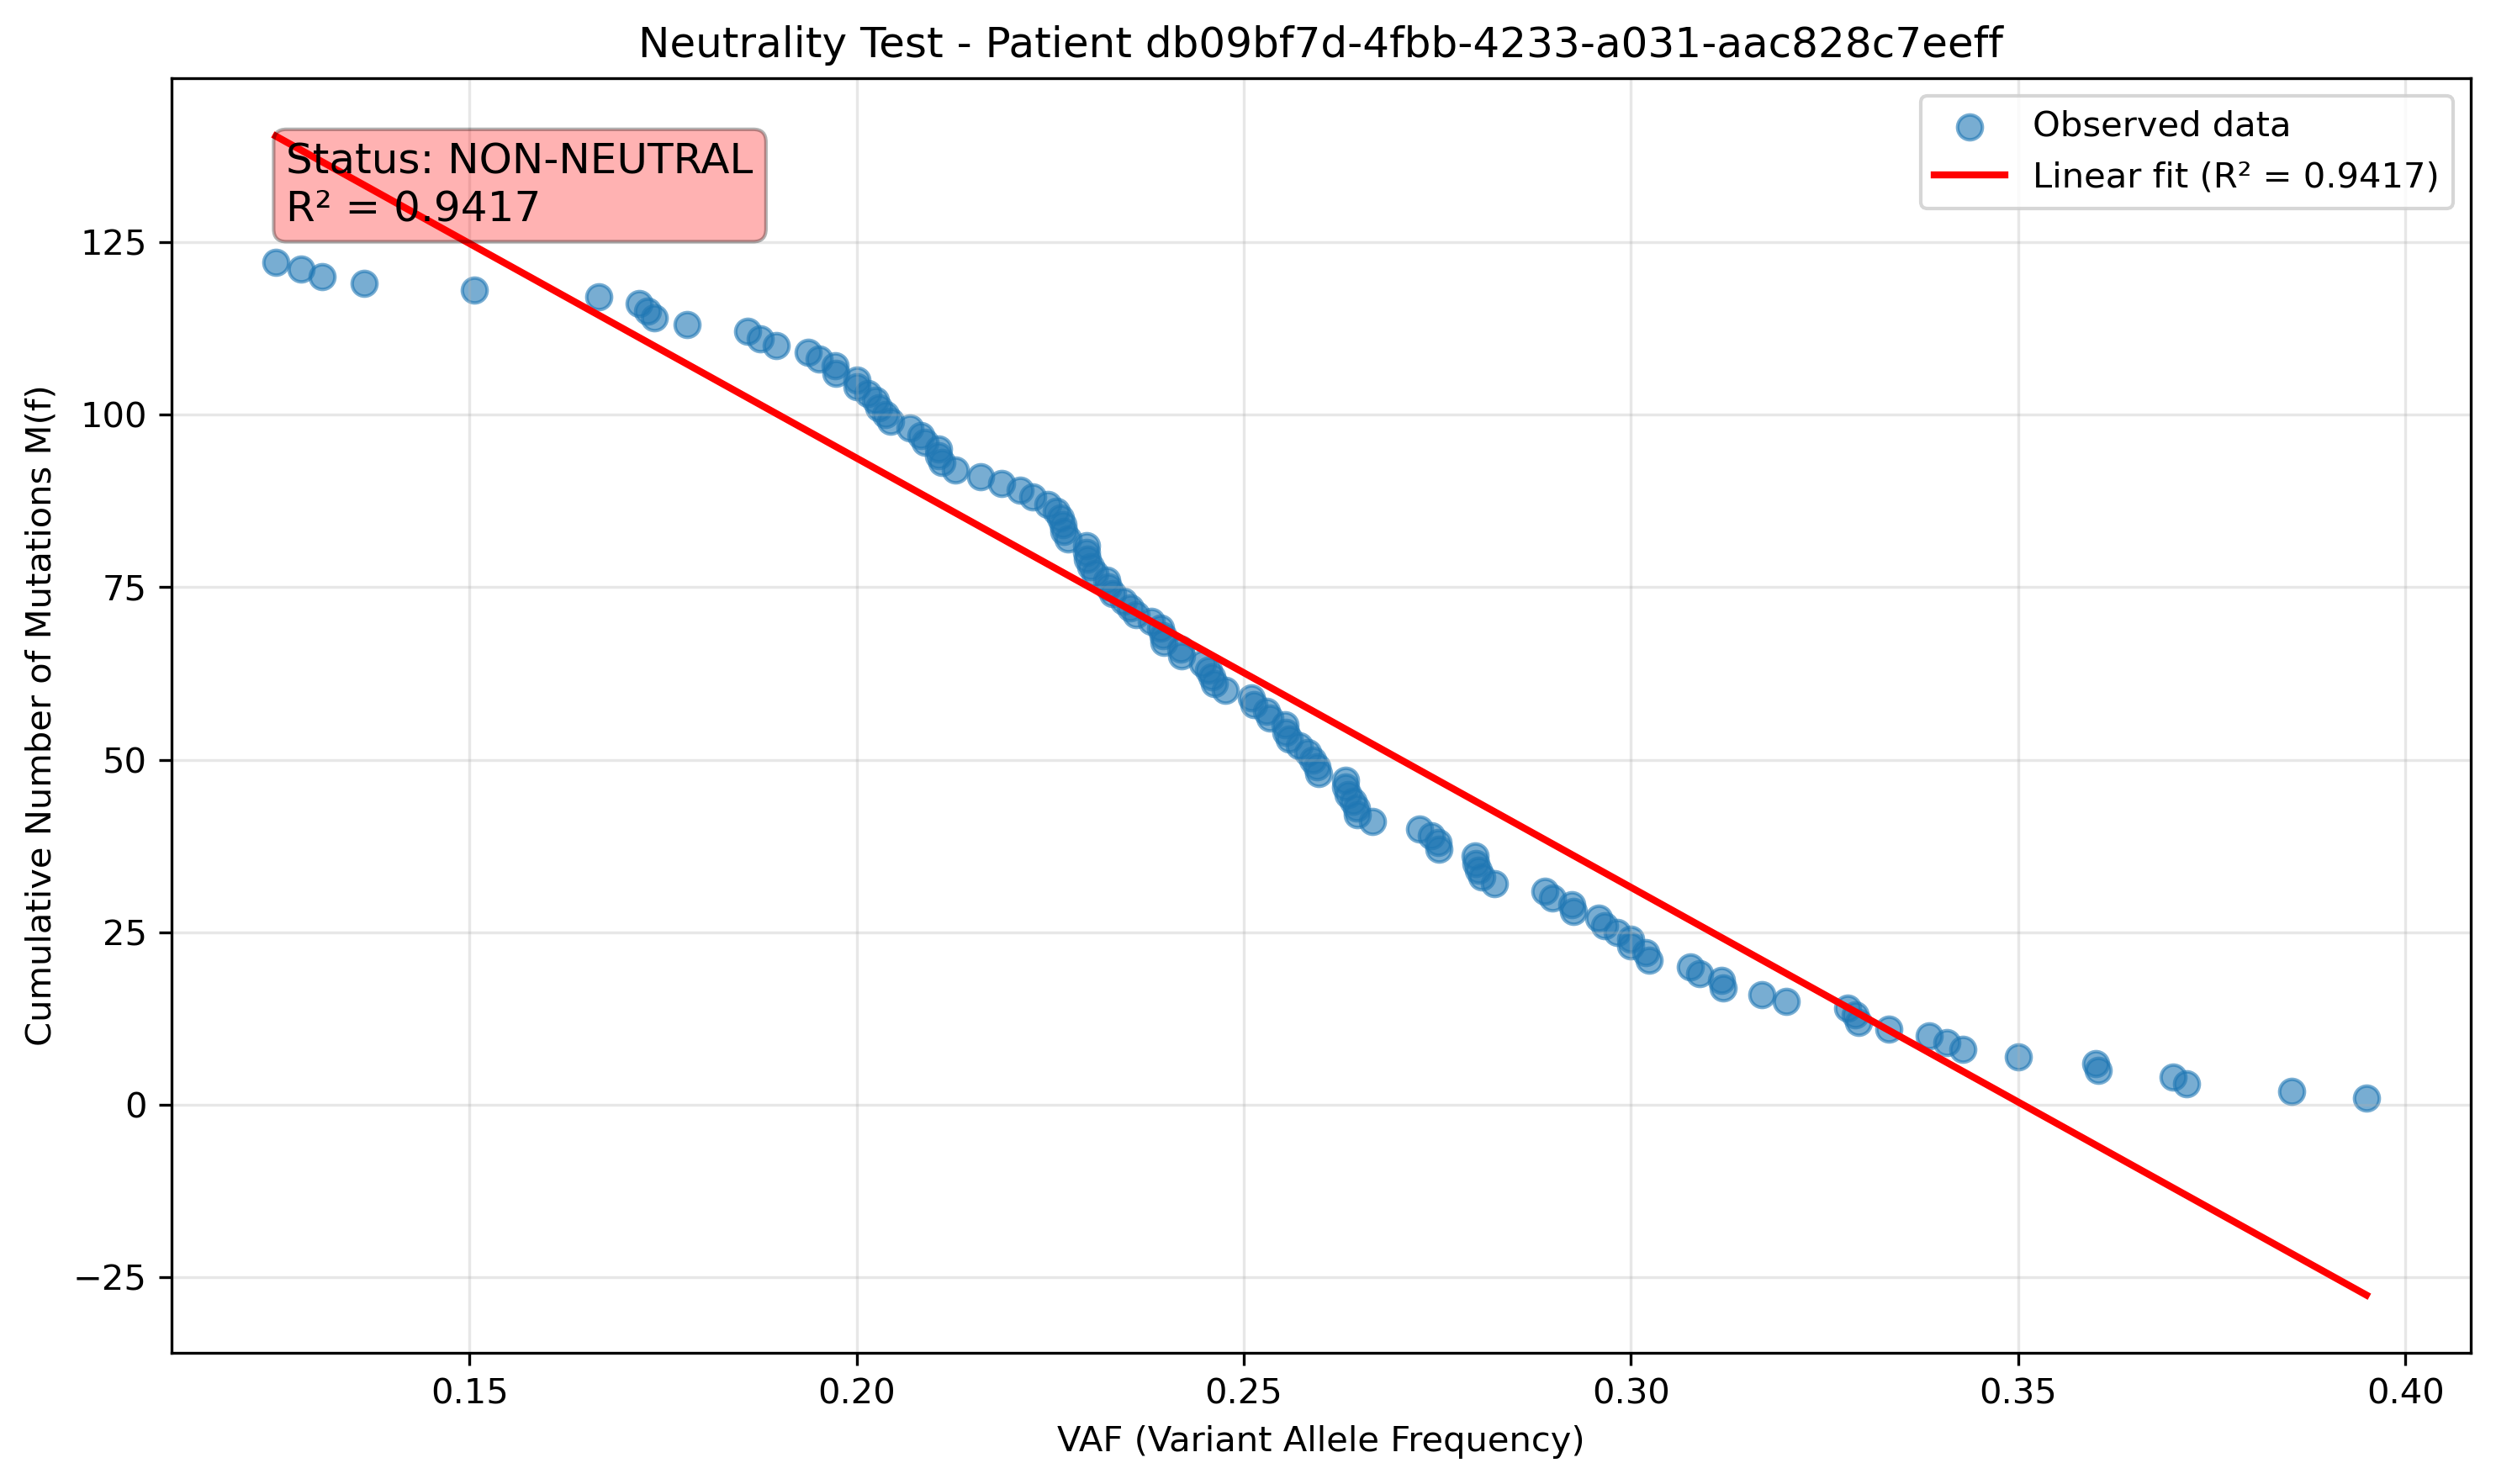 Neutrality Test - Patient db09bf7d-4fbb-4233-a031-aac828c7eeff
Status: NON-NEUTRAL
R² = 0.9417
Observed data
Linear fit (R² = 0.9417)
Cumulative Number of Mutations M(f)
125
100
75
50
25
0
−25
0.15
0.20
0.25
0.30
0.35
0.40
VAF (Variant Allele Frequency)